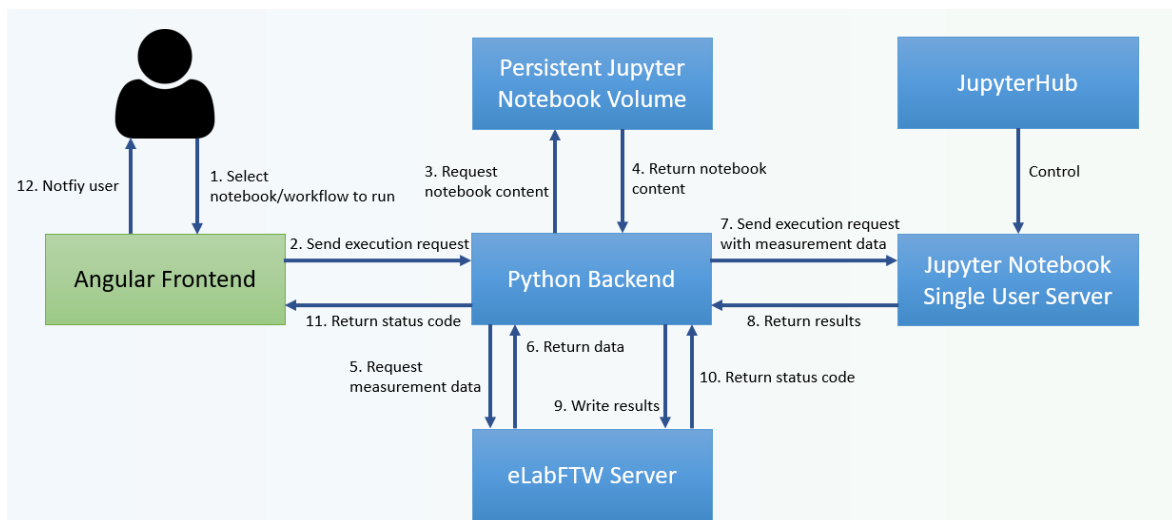 Persistent Jupyter
Notebook Volume
JupyterHub
12. Notfiy user
1. Select
notebook/workflow to run
3. Request
notebook content
4. Return notebook
content
Control
2. Send execution request
7. Send execution request
with measurement data
Angular Frontend
Python Backend
Jupyter Notebook
Single User Server
11. Return status code
8. Return results
5. Request
measurement data
6. Return data
9. Write results
10. Return status code
eLabFTW Server